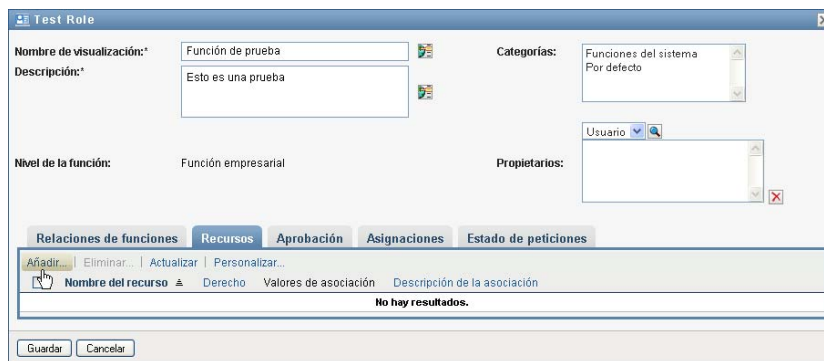 Test Role
Nombre de visualización:* Función de prueba Categorías: Funciones del sistema
Por defecto
Descripción:* Esto es una prueba
Usuario
Nivel de la función: Función empresarial Propietarios:
Relaciones de funciones Recursos Aprobación Asignaciones Estado de peticiones
Añadir... | Eliminar... | Actualizar | Personalizar...
Nombre del recurso Derecho Valores de asociación Descripción de la asociación
No hay resultados.
Guardar Cancelar